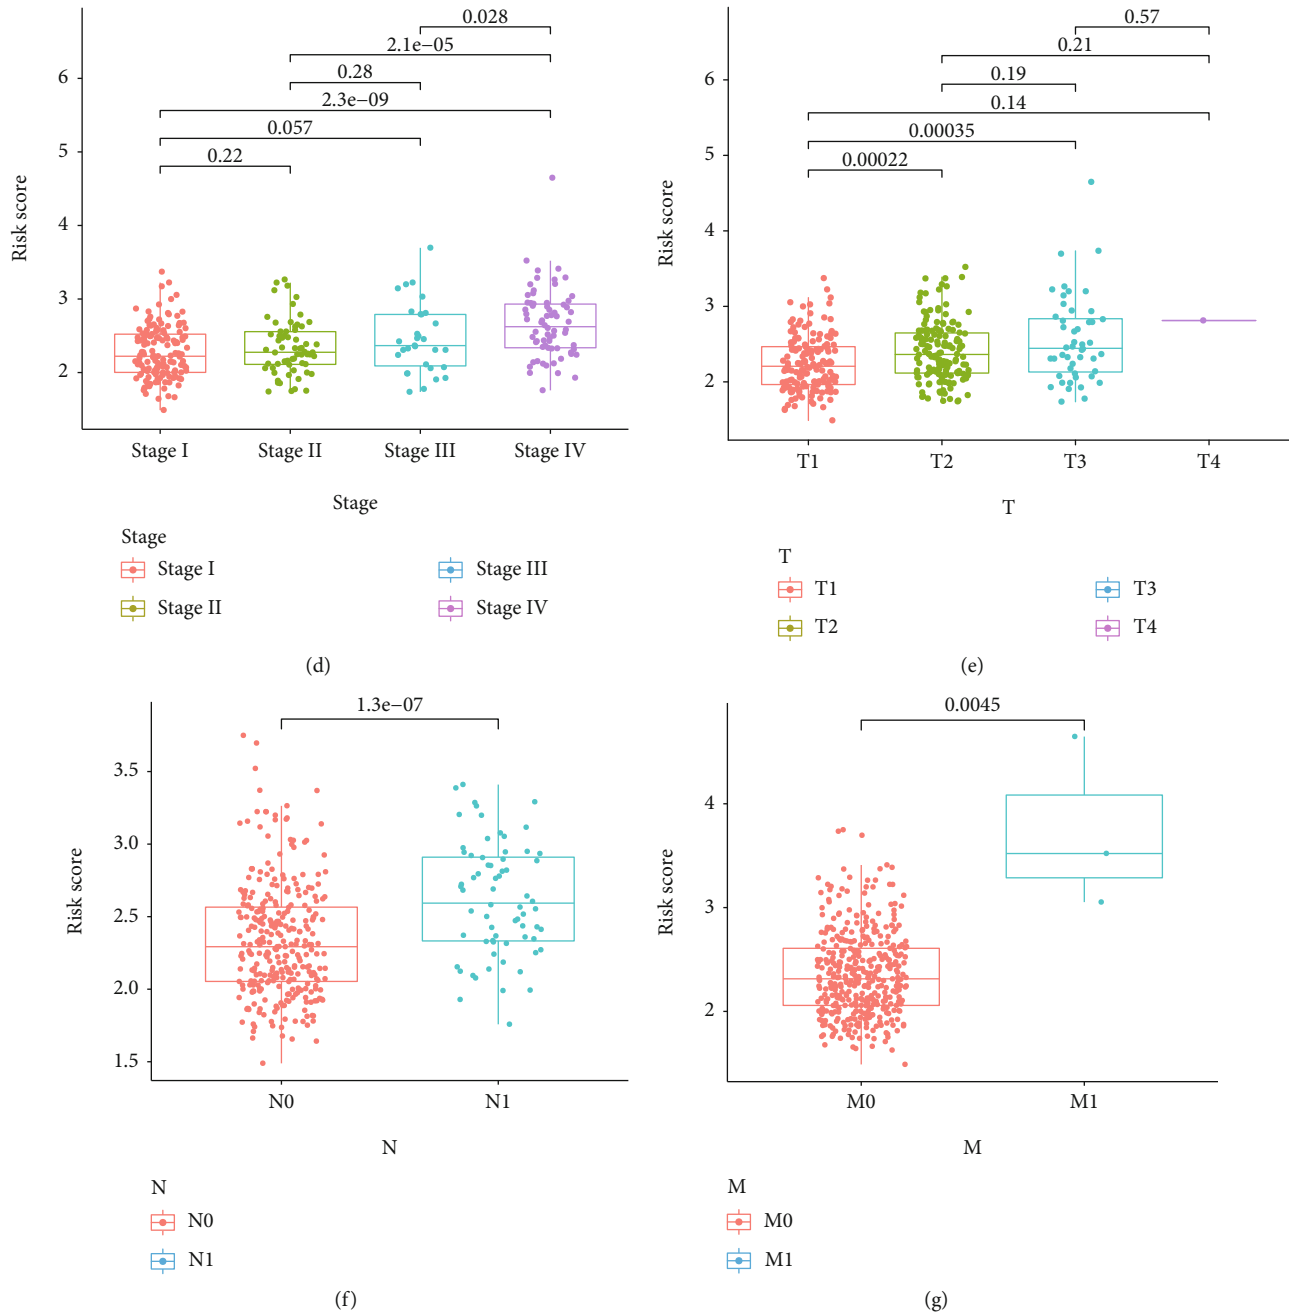 0.028
2.1e−05
0.28
2.3e−09
0.057
0.22
6
5
4
3
2
Risk score
Stage I
Stage II
Stage III
Stage IV
Stage
Stage
Stage I
Stage III
Stage II
Stage IV
(d)
0.57
0.21
0.19
0.14
0.00035
0.00022
6
5
4
3
2
Risk score
T1
T2
T3
T4
T
T
T1
T3
T2
T4
(e)
1.3e−07
3.5
3.0
2.5
2.0
1.5
Risk score
N0
N1
N
N
N0
N1
(f)
0.0045
4
3
2
Risk score
M0
M1
M
M
M0
M1
(g)